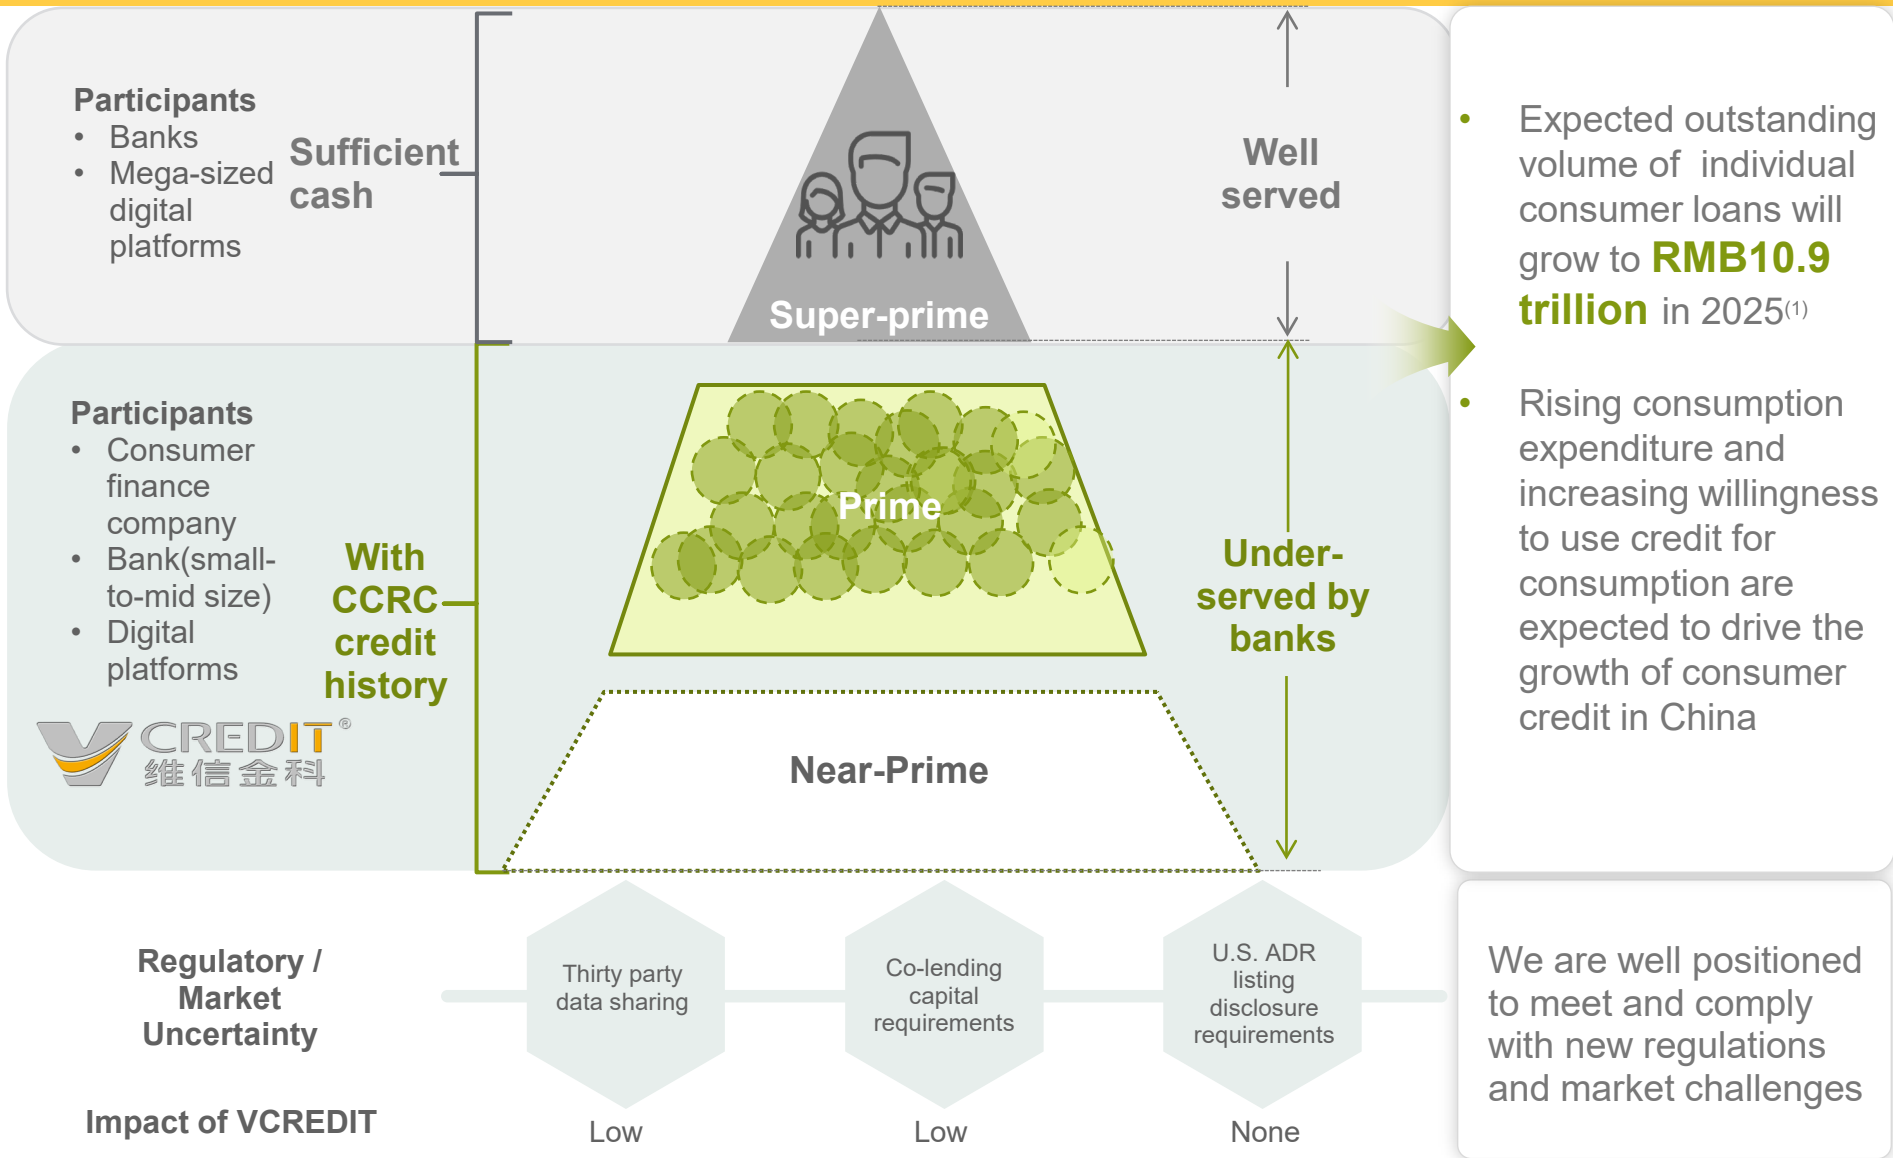 Participants
• Banks
• Mega-sized
digital
platforms
Sufficient
cash
Super-prime
Well
served
Participants
• Consumer
finance
company
• Bank(small-
to-mid size)
• Digital
platforms
VCREDIT®
维信金科
With
CCRC
credit
history
Prime
Near-Prime
Under-
served by
banks
• Expected outstanding
volume of individual
consumer loans will
grow to RMB10.9
trillion in 2025(1)
• Rising consumption
expenditure and
increasing willingness
to use credit for
consumption are
expected to drive the
growth of consumer
credit in China
Regulatory /
Market
Uncertainty
Thirty party
data sharing
Co-lending
capital
requirements
U.S. ADR
listing
disclosure
requirements
Impact of VCREDIT
Low
Low
None
We are well positioned
to meet and comply
with new regulations
and market challenges